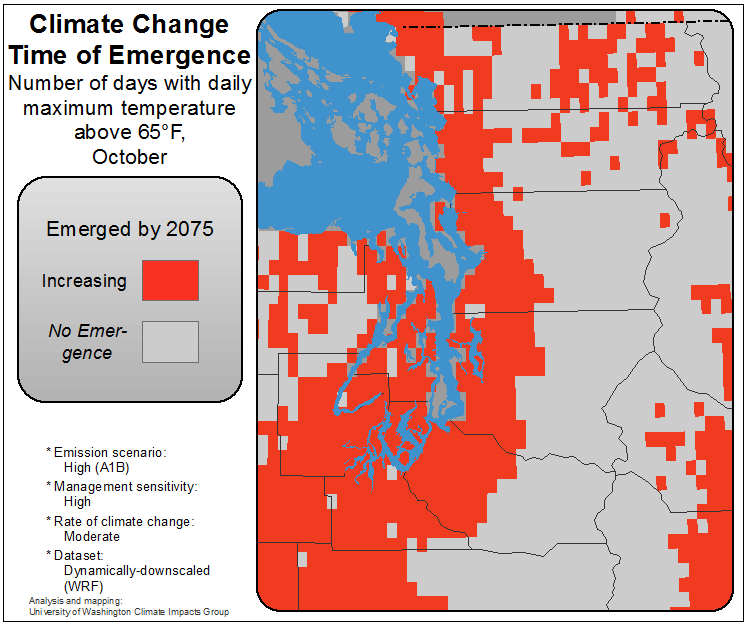 Climate Change
Time of Emergence
Number of days with daily
maximum temperature
above 65°F,
October
Emerged by 2075
Increasing
No Emer-
gence
* Emission scenario:
High (A1B)
* Management sensitivity:
High
* Rate of climate change:
Moderate
* Dataset:
Dynamically-downscaled
(WRF)
Analysis and mapping:
University of Washington Climate Impacts Group